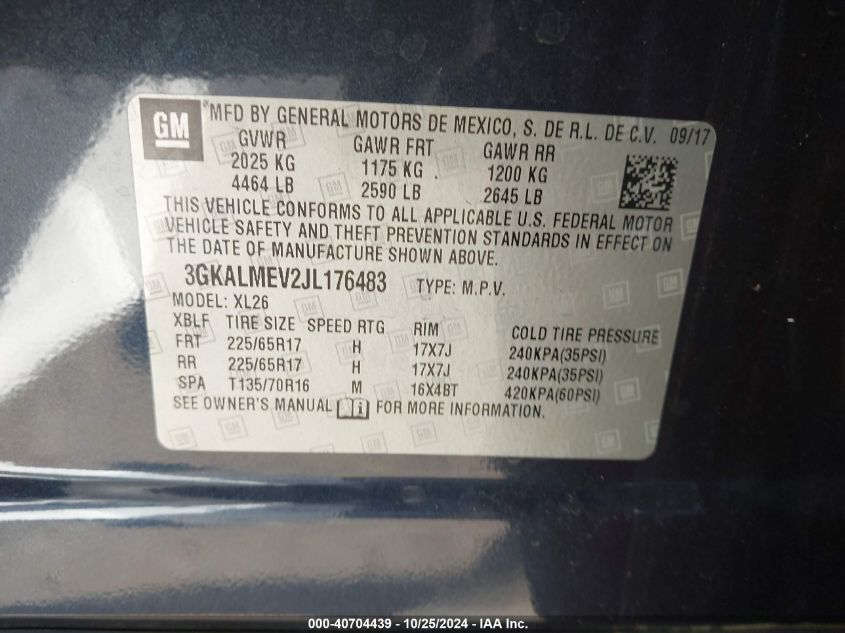 GM
MFD BY GENERAL MOTORS DE MEXICO, S. DE R.L. DE C.V. 09/17
GVWR GAWR FRT GAWR RR
2025 KG 1175 KG 1200 KG
4464 LB 2590 LB 2645 LB
THIS VEHICLE CONFORMS TO ALL APPLICABLE U.S. FEDERAL MOTOR
VEHICLE SAFETY AND THEFT PREVENTION STANDARDS IN EFFECT ON
THE DATE OF MANUFACTURE SHOWN ABOVE.
3GKALMEV2JL176483 TYPE: M.P.V.
MODEL: XL26
XBLF TIRE SIZE SPEED RTG RIM COLD TIRE PRESSURE
FRT 225/65R17 H 17X7J 240KPA(35PSI)
RR 225/65R17 H 17X7J 240KPA(35PSI)
SPA T135/70R16 M 16X4BT 420KPA(60PSI)
SEE OWNER'S MANUAL FOR MORE INFORMATION.
000-40704439 - 10/25/2024 - IAA Inc.